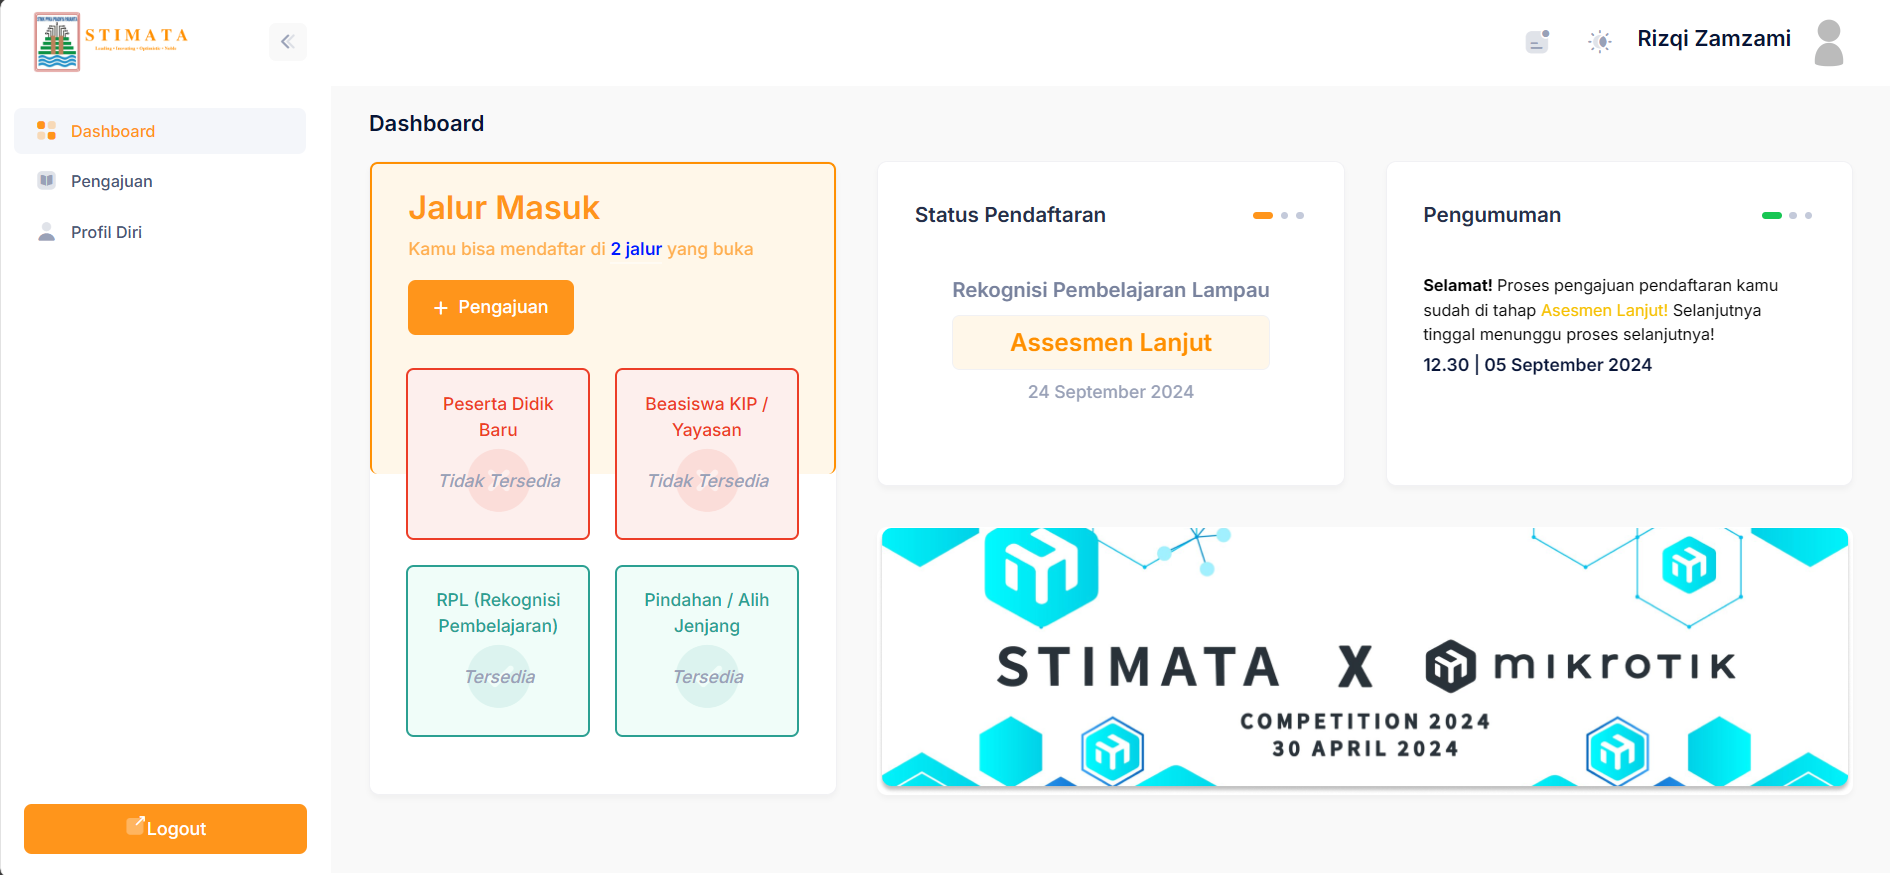 STIMATA
Rizqi Zamzami
Dashboard
Pengajuan
Profil Diri
Logout
Dashboard
Jalur Masuk
Kamu bisa mendaftar di 2 jalur yang buka
+ Pengajuan
Peserta Didik
Baru
Tidak Tersedia
Beasiswa KIP /
Yayasan
Tidak Tersedia
RPL (Rekognisi
Pembelajaran)
Tersedia
Pindahan / Alih
Jenjang
Tersedia
Status Pendaftaran
Rekognisi Pembelajaran Lampau
Assesmen Lanjut
24 September 2024
Pengumuman
Selamat! Proses pengajuan pendaftaran kamu
sudah di tahap Asesmen Lanjut! Selanjutnya
tinggal menunggu proses selanjutnya!
12.30 | 05 September 2024
STIMATA X mikrotik
COMPETITION 2024
30 APRIL 2024